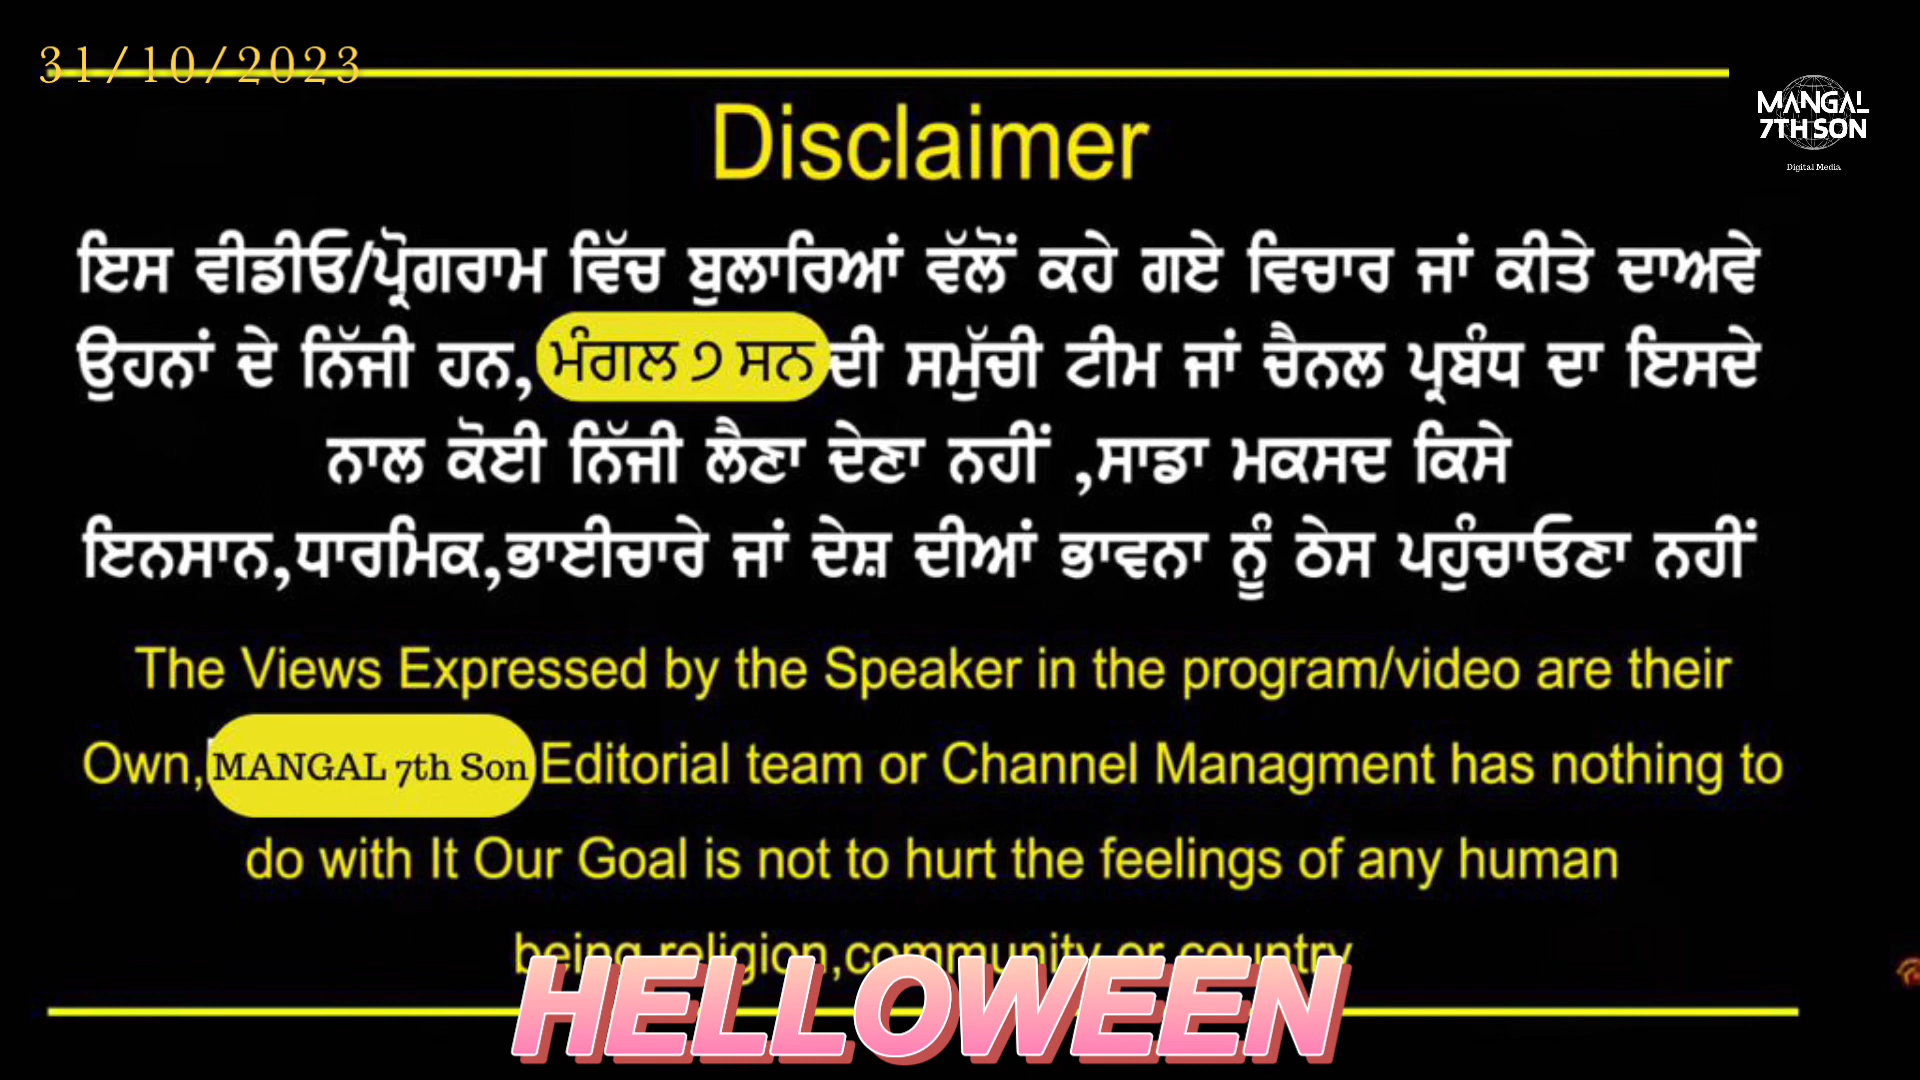 31/10/2023
MANGAL
7TH SON
Digital Media
Disclaimer
ਇਸ ਵੀਡੀਓ/ਪ੍ਰੋਗਰਾਮ ਵਿੱਚ ਬੁਲਾਰਿਆਂ ਵੱਲੋਂ ਕਹੇ ਗਏ ਵਿਚਾਰ ਜਾਂ ਕੀਤੇ ਦਾਅਵੇ
ਉਹਨਾਂ ਦੇ ਨਿੱਜੀ ਹਨ, ਮੰਗਲ ੭ ਸਨ ਦੀ ਸਮੁੱਚੀ ਟੀਮ ਜਾਂ ਚੈਨਲ ਪ੍ਰਬੰਧ ਦਾ ਇਸਦੇ
ਨਾਲ ਕੋਈ ਨਿੱਜੀ ਲੈਣਾ ਦੇਣਾ ਨਹੀਂ ,ਸਾਡਾ ਮਕਸਦ ਕਿਸੇ
ਇਨਸਾਨ,ਧਾਰਮਿਕ,ਭਾਈਚਾਰੇ ਜਾਂ ਦੇਸ਼ ਦੀਆਂ ਭਾਵਨਾ ਨੂੰ ਠੇਸ ਪਹੁੰਚਾਓਣਾ ਨਹੀਂ
The Views Expressed by the Speaker in the program/video are their
Own, MANGAL 7th Son Editorial team or Channel Managment has nothing to
do with It Our Goal is not to hurt the feelings of any human
being religion,community or country
HELLOWEEN